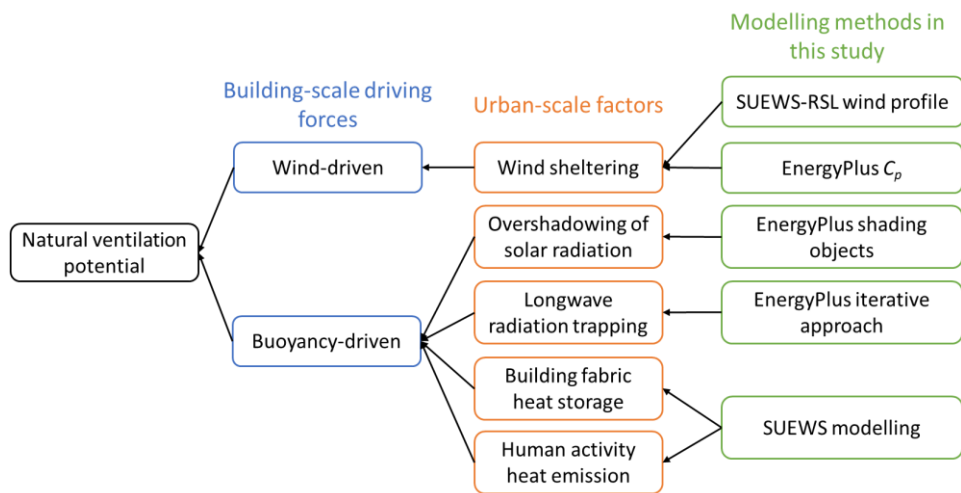 Modelling methods in
this study
Building-scale driving
forces
Urban-scale factors
SUEWS-RSL wind profile
Wind-driven
Wind sheltering
EnergyPlus Cp
Natural ventilation
potential
Overshadowing of
solar radiation
EnergyPlus shading
objects
Longwave
radiation trapping
EnergyPlus iterative
approach
Buoyancy-driven
Building fabric
heat storage
SUEWS modelling
Human activity
heat emission